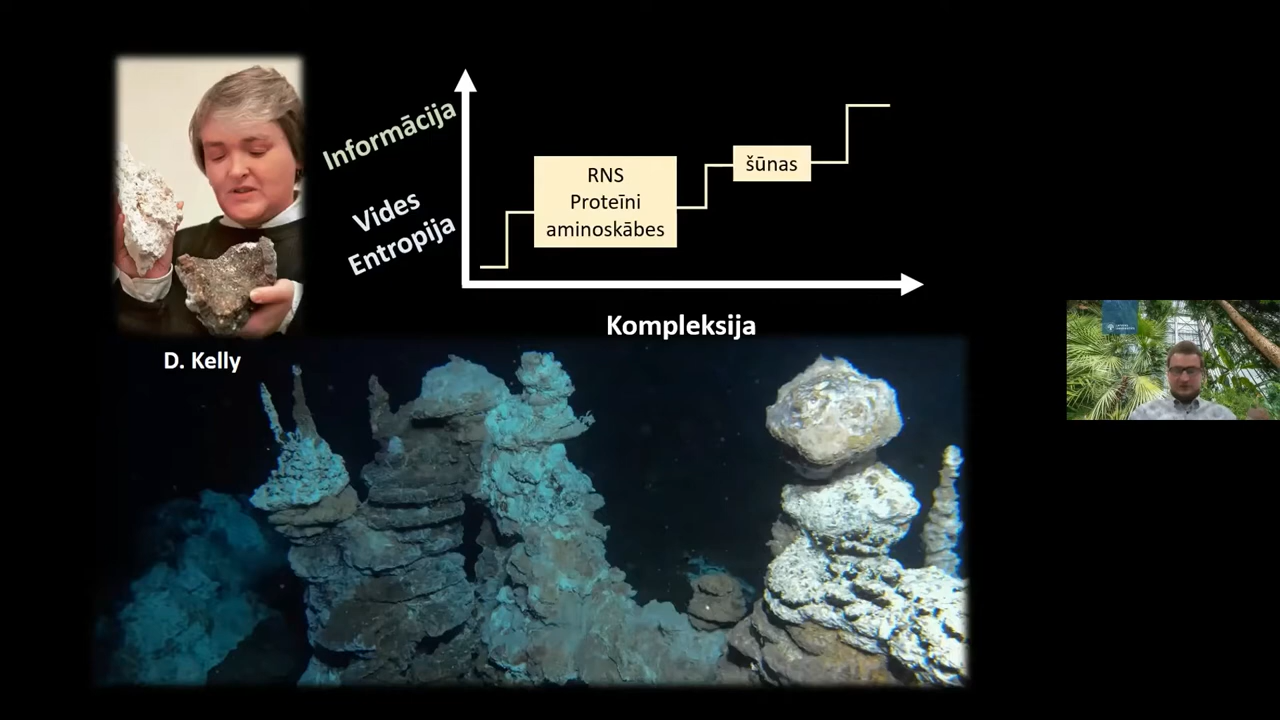 Informācija
Vides
Entropija
RNS
Proteīni
aminoskābes
šūnas
Kompleksija
D. Kelly